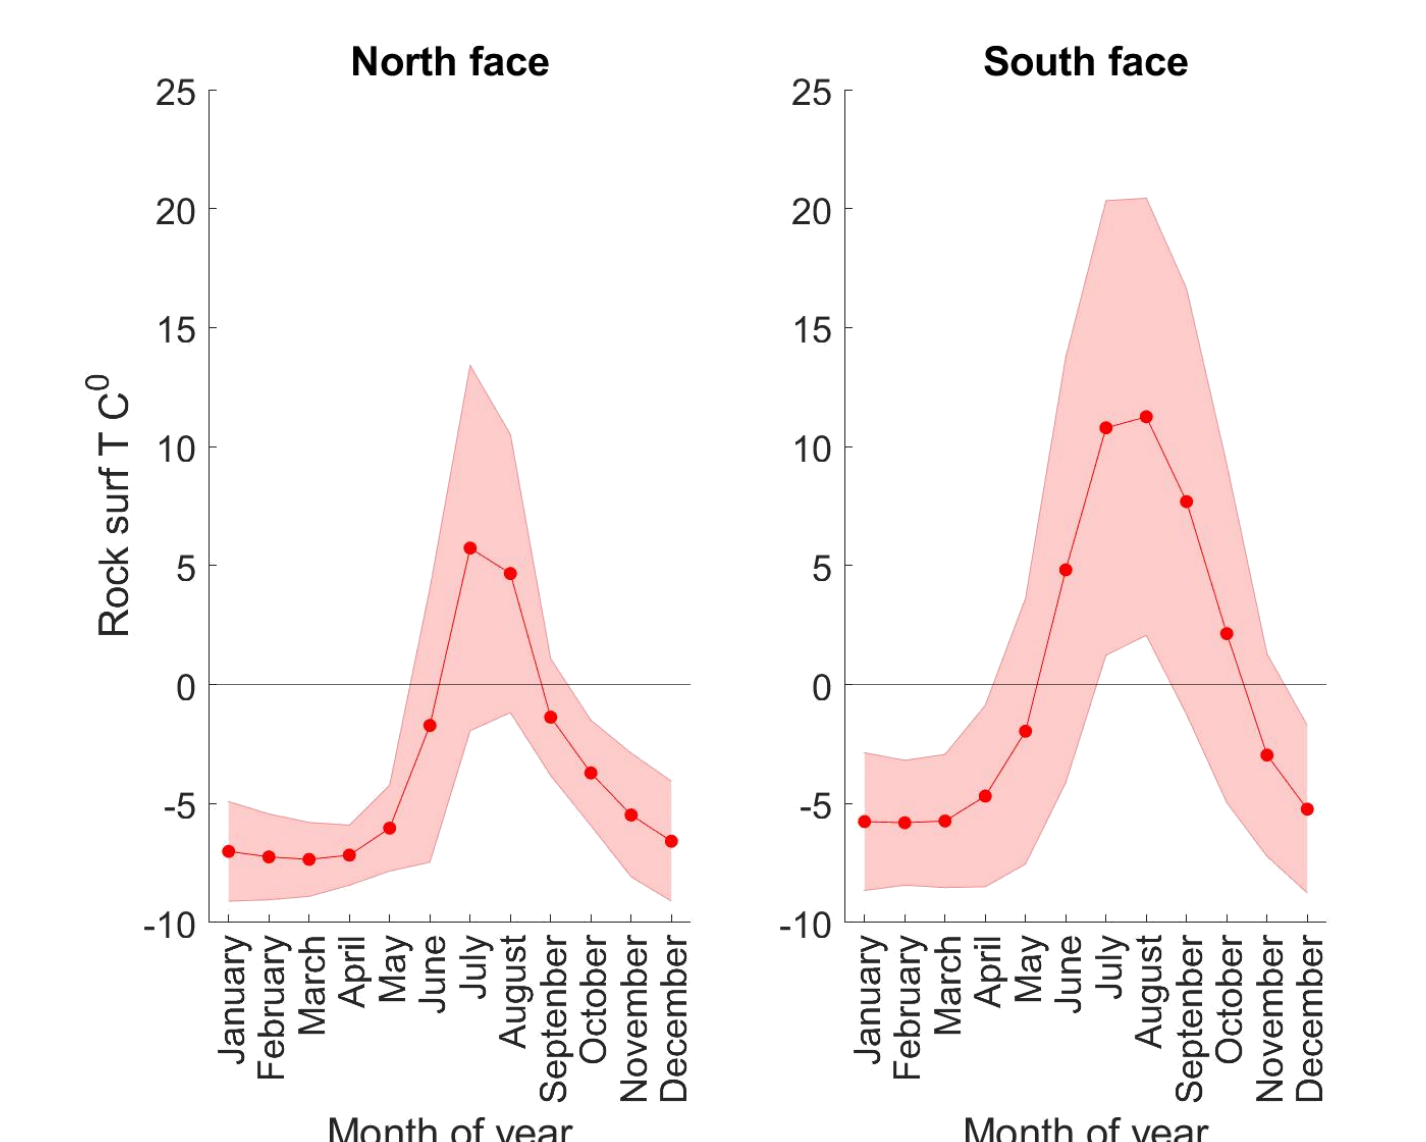 North face
25
20
15
10
5
0
-5
-10
Rock surf T C0
January
February
March
April
May
June
July
August
Septenber
October
November
December
Month of year
South face
25
20
15
10
5
0
-5
-10
January
February
March
April
May
June
July
August
Septenber
October
November
December
Month of year